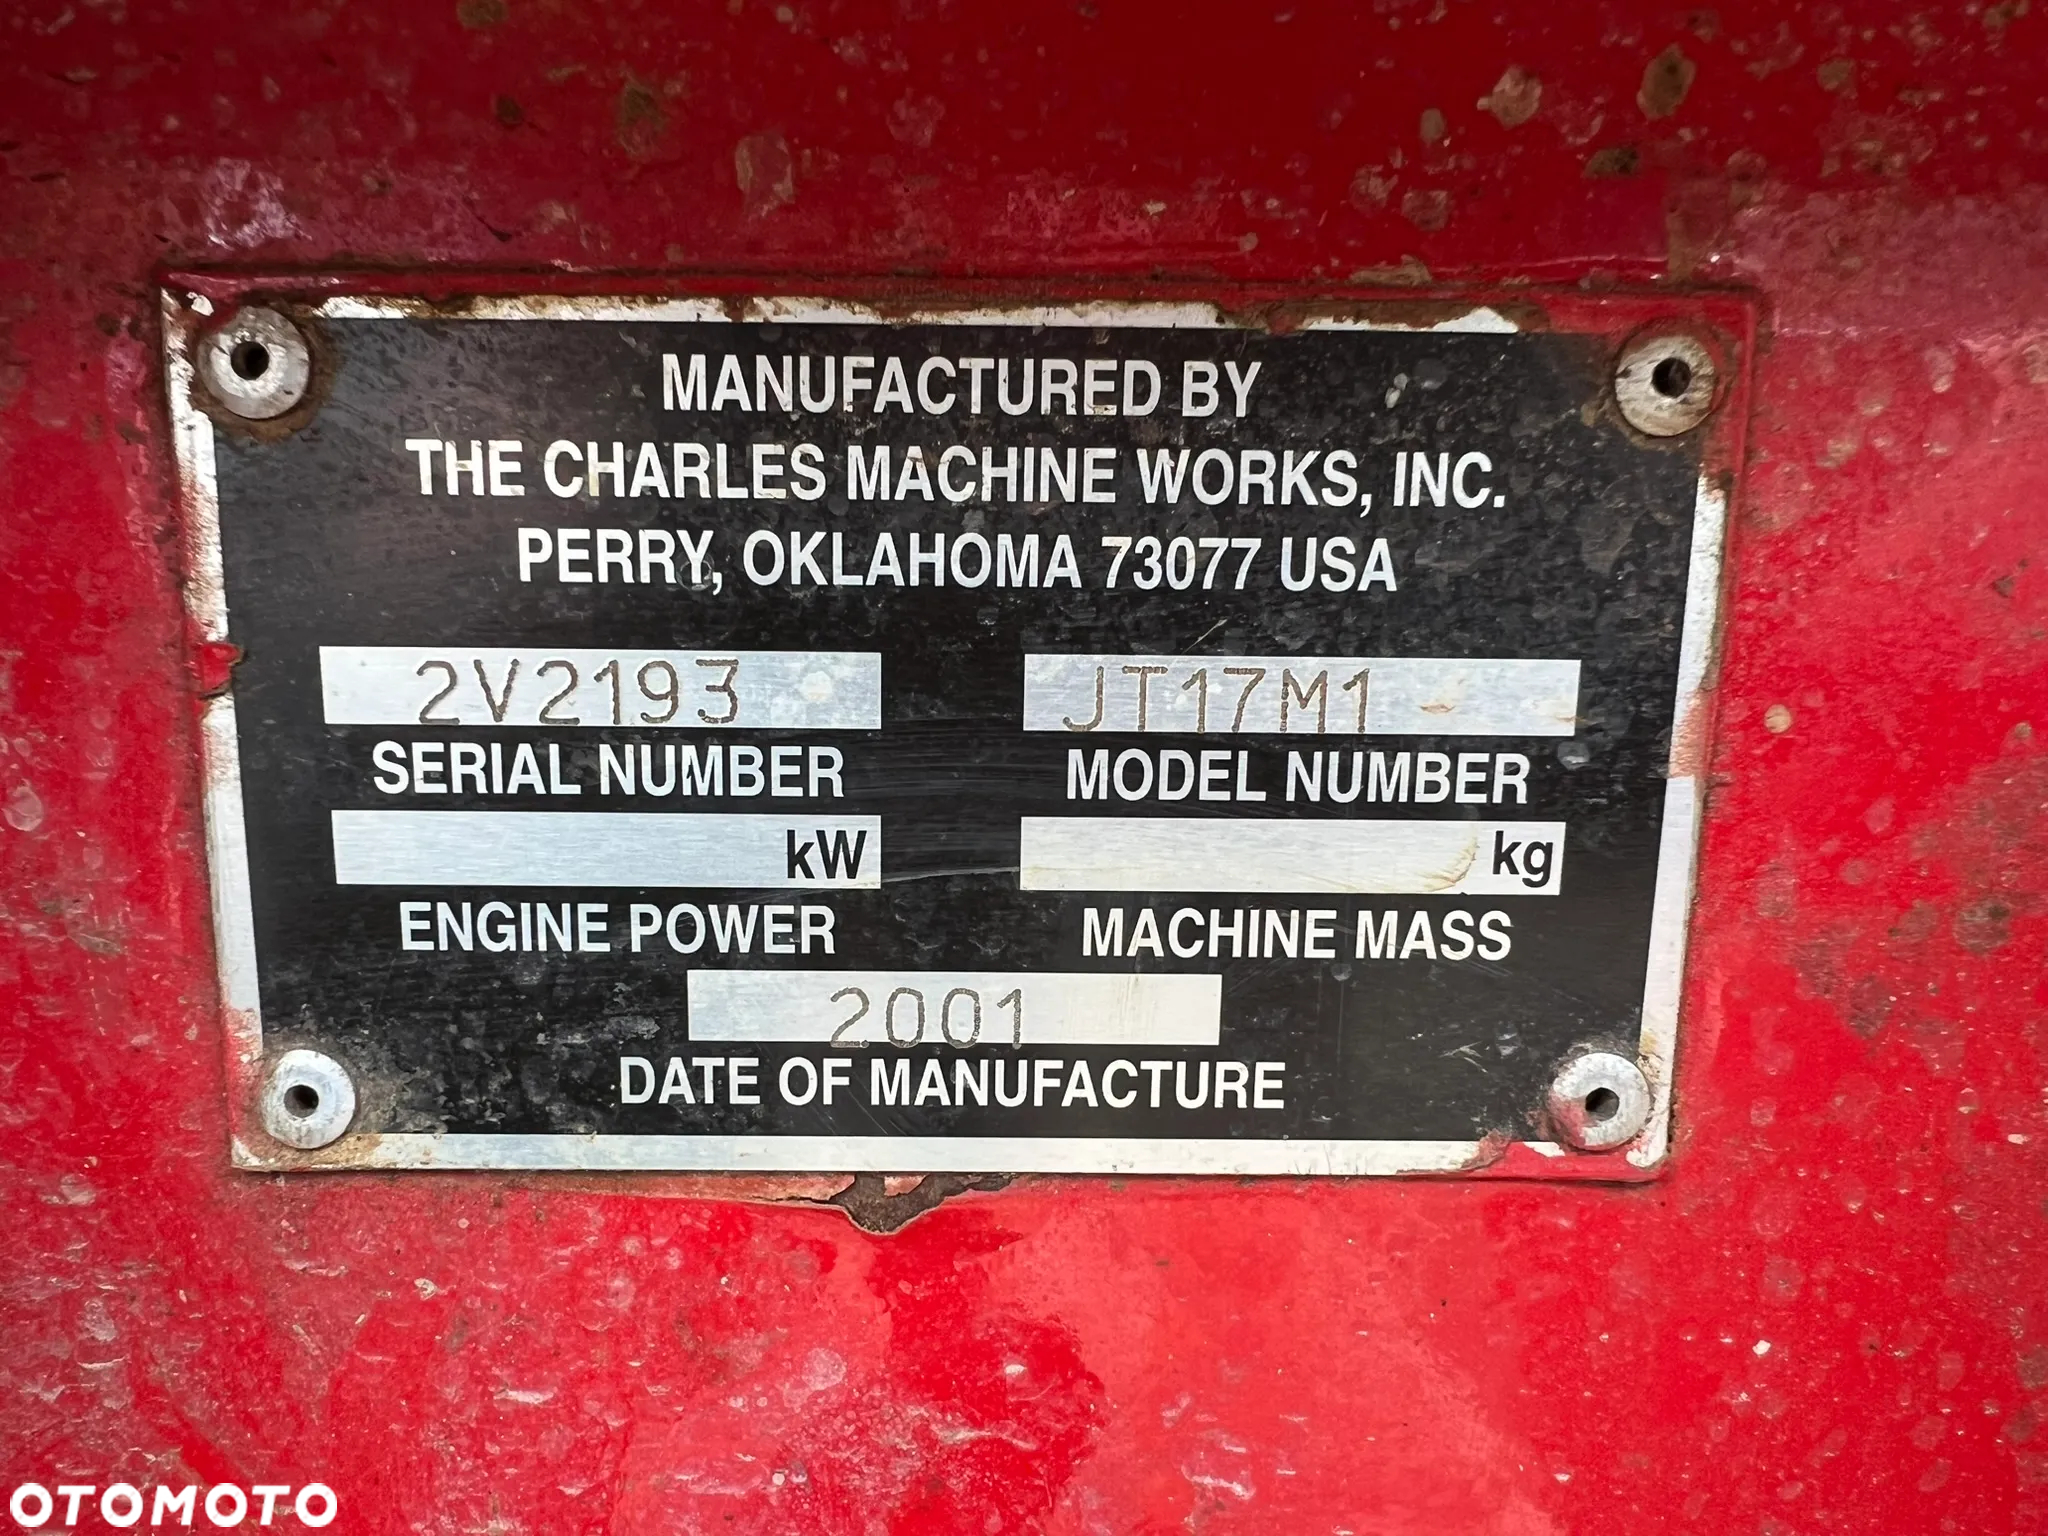 MANUFACTURED BY
THE CHARLES MACHINE WORKS, INC.
PERRY, OKLAHOMA 73077 USA
2V2193 JT17M1
SERIAL NUMBER MODEL NUMBER
kW kg
ENGINE POWER MACHINE MASS
2001
DATE OF MANUFACTURE
OTOMOTO